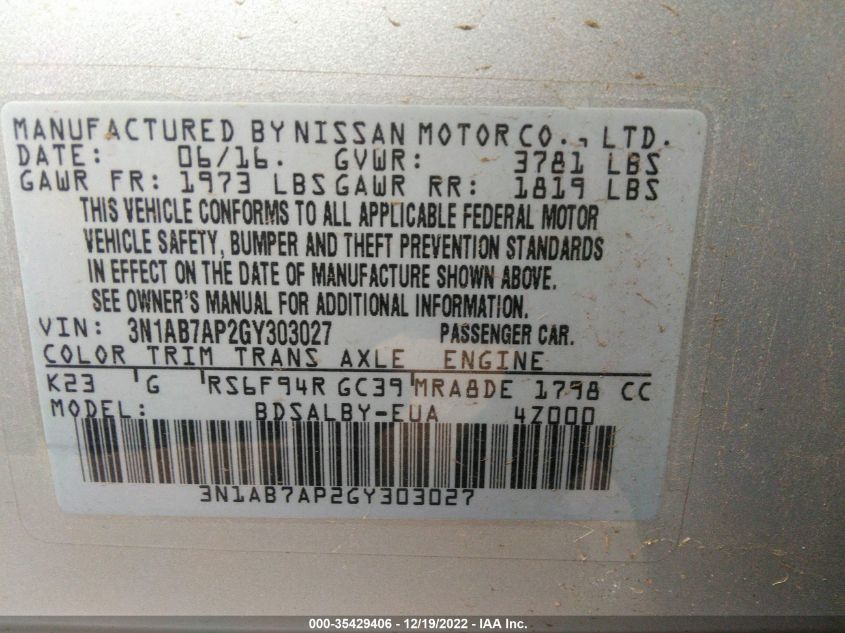 MANUFACTURED BY NISSAN MOTOR CO., LTD.
DATE: 06/16. GVWR: 3781 LBS
GAWR FR: 1973 LBS GAWR RR: 1819 LBS
THIS VEHICLE CONFORMS TO ALL APPLICABLE FEDERAL MOTOR
VEHICLE SAFETY, BUMPER AND THEFT PREVENTION STANDARDS
IN EFFECT ON THE DATE OF MANUFACTURE SHOWN ABOVE.
SEE OWNER'S MANUAL FOR ADDITIONAL INFORMATION.
VIN: 3N1AB7AP2GY303027 PASSENGER CAR.
COLOR TRIM TRANS AXLE ENGINE
K23 'G 'RS6F94R GC39 'MRA8DE 1798 CC
MODEL: BDSALBY-EUA 4Z000
3N1AB7AP2GY303027
000-35429406 - 12/19/2022 - IAA Inc.